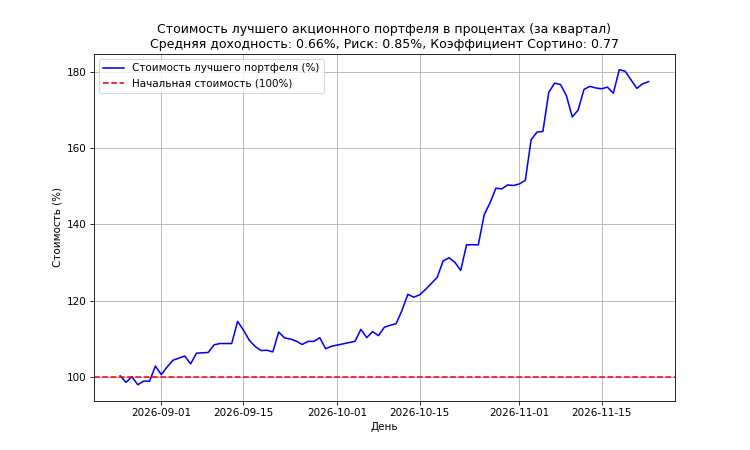 Стоимость лучшего акционного портфеля в процентах (за квартал)
Средняя доходность: 0.66%, Риск: 0.85%, Коэффициент Сортино: 0.77
Стоимость лучшего портфеля (%)
Начальная стоимость (100%)
Стоимость (%)
180
160
140
120
100
2026-09-01 2026-09-15 2026-10-01 2026-10-15 2026-11-01 2026-11-15
День